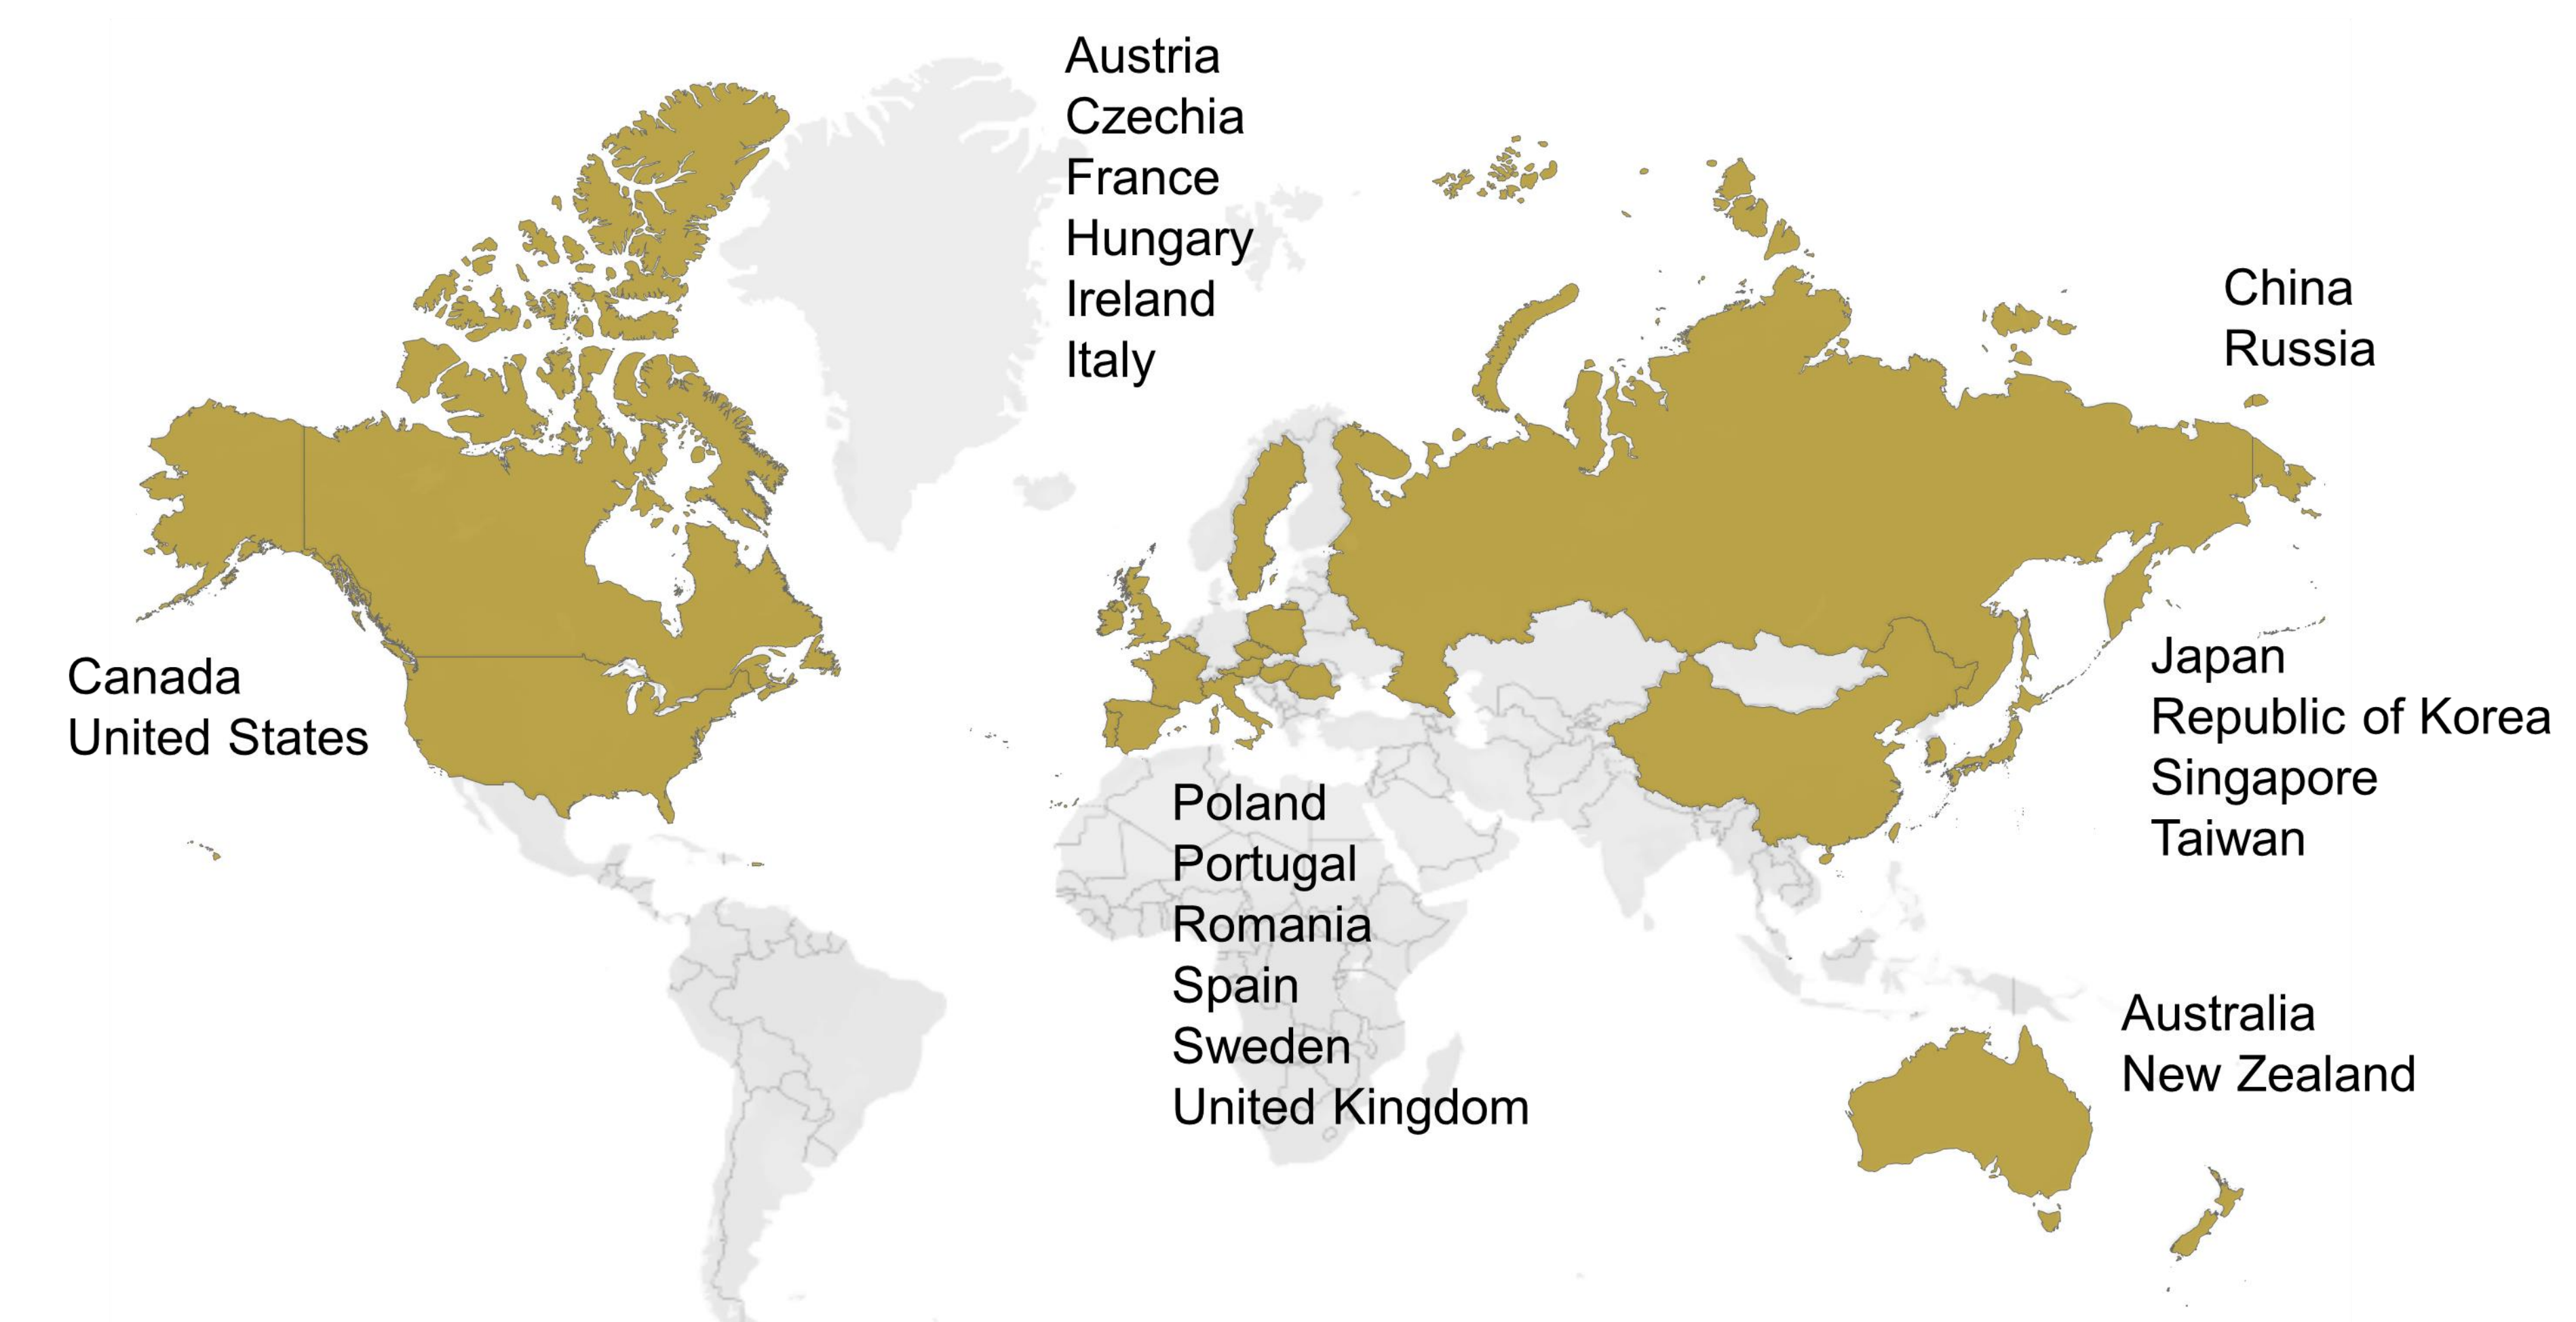 Austria
Czechia
France
Hungary
Ireland
Italy
China
Russia
Canada
United States
Japan
Republic of Korea
Singapore
Taiwan
Poland
Portugal
Romania
Spain
Sweden
United Kingdom
Australia
New Zealand